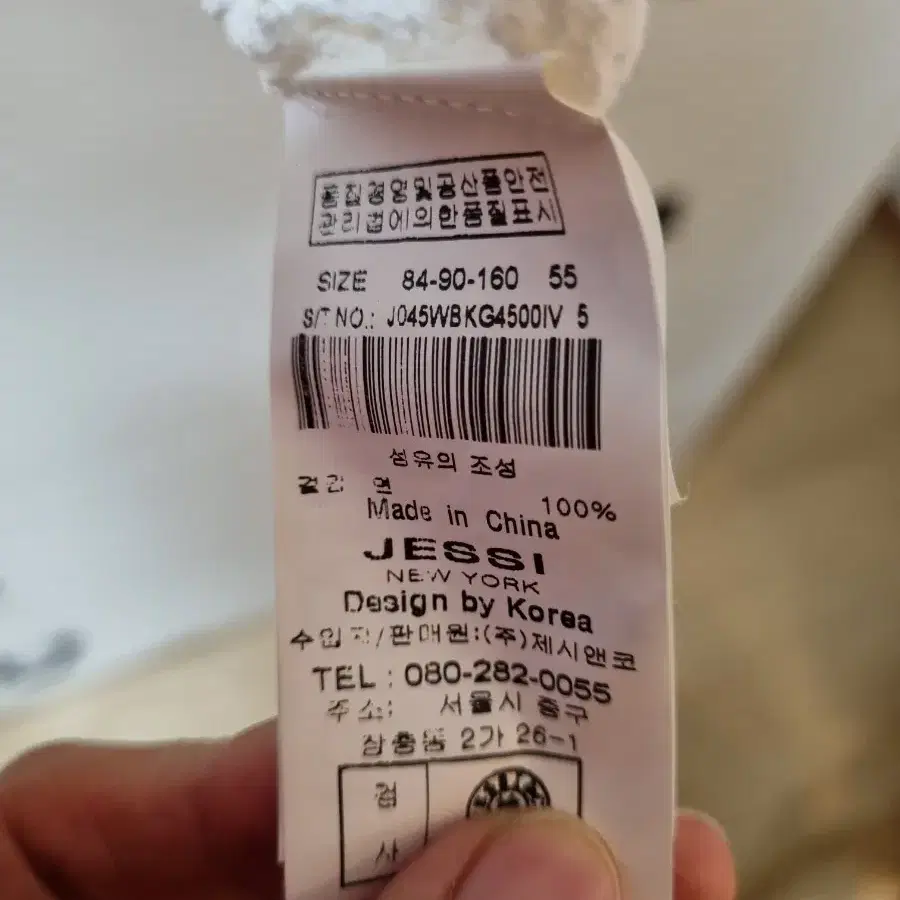 품질경영및공산품안전
관리법에의한품질표시
SIZE 84-90-160 55
S/T NO.: J045WBKG4500IV 5
섬유의 조성
겉감 면 100%
Made in China
JESSI
NEW YORK
Design by Korea
수입자/판매원:(주)제시앤코
TEL : 080-282-0055
주소: 서울시 중구
장충동 2가 26-1
검
사